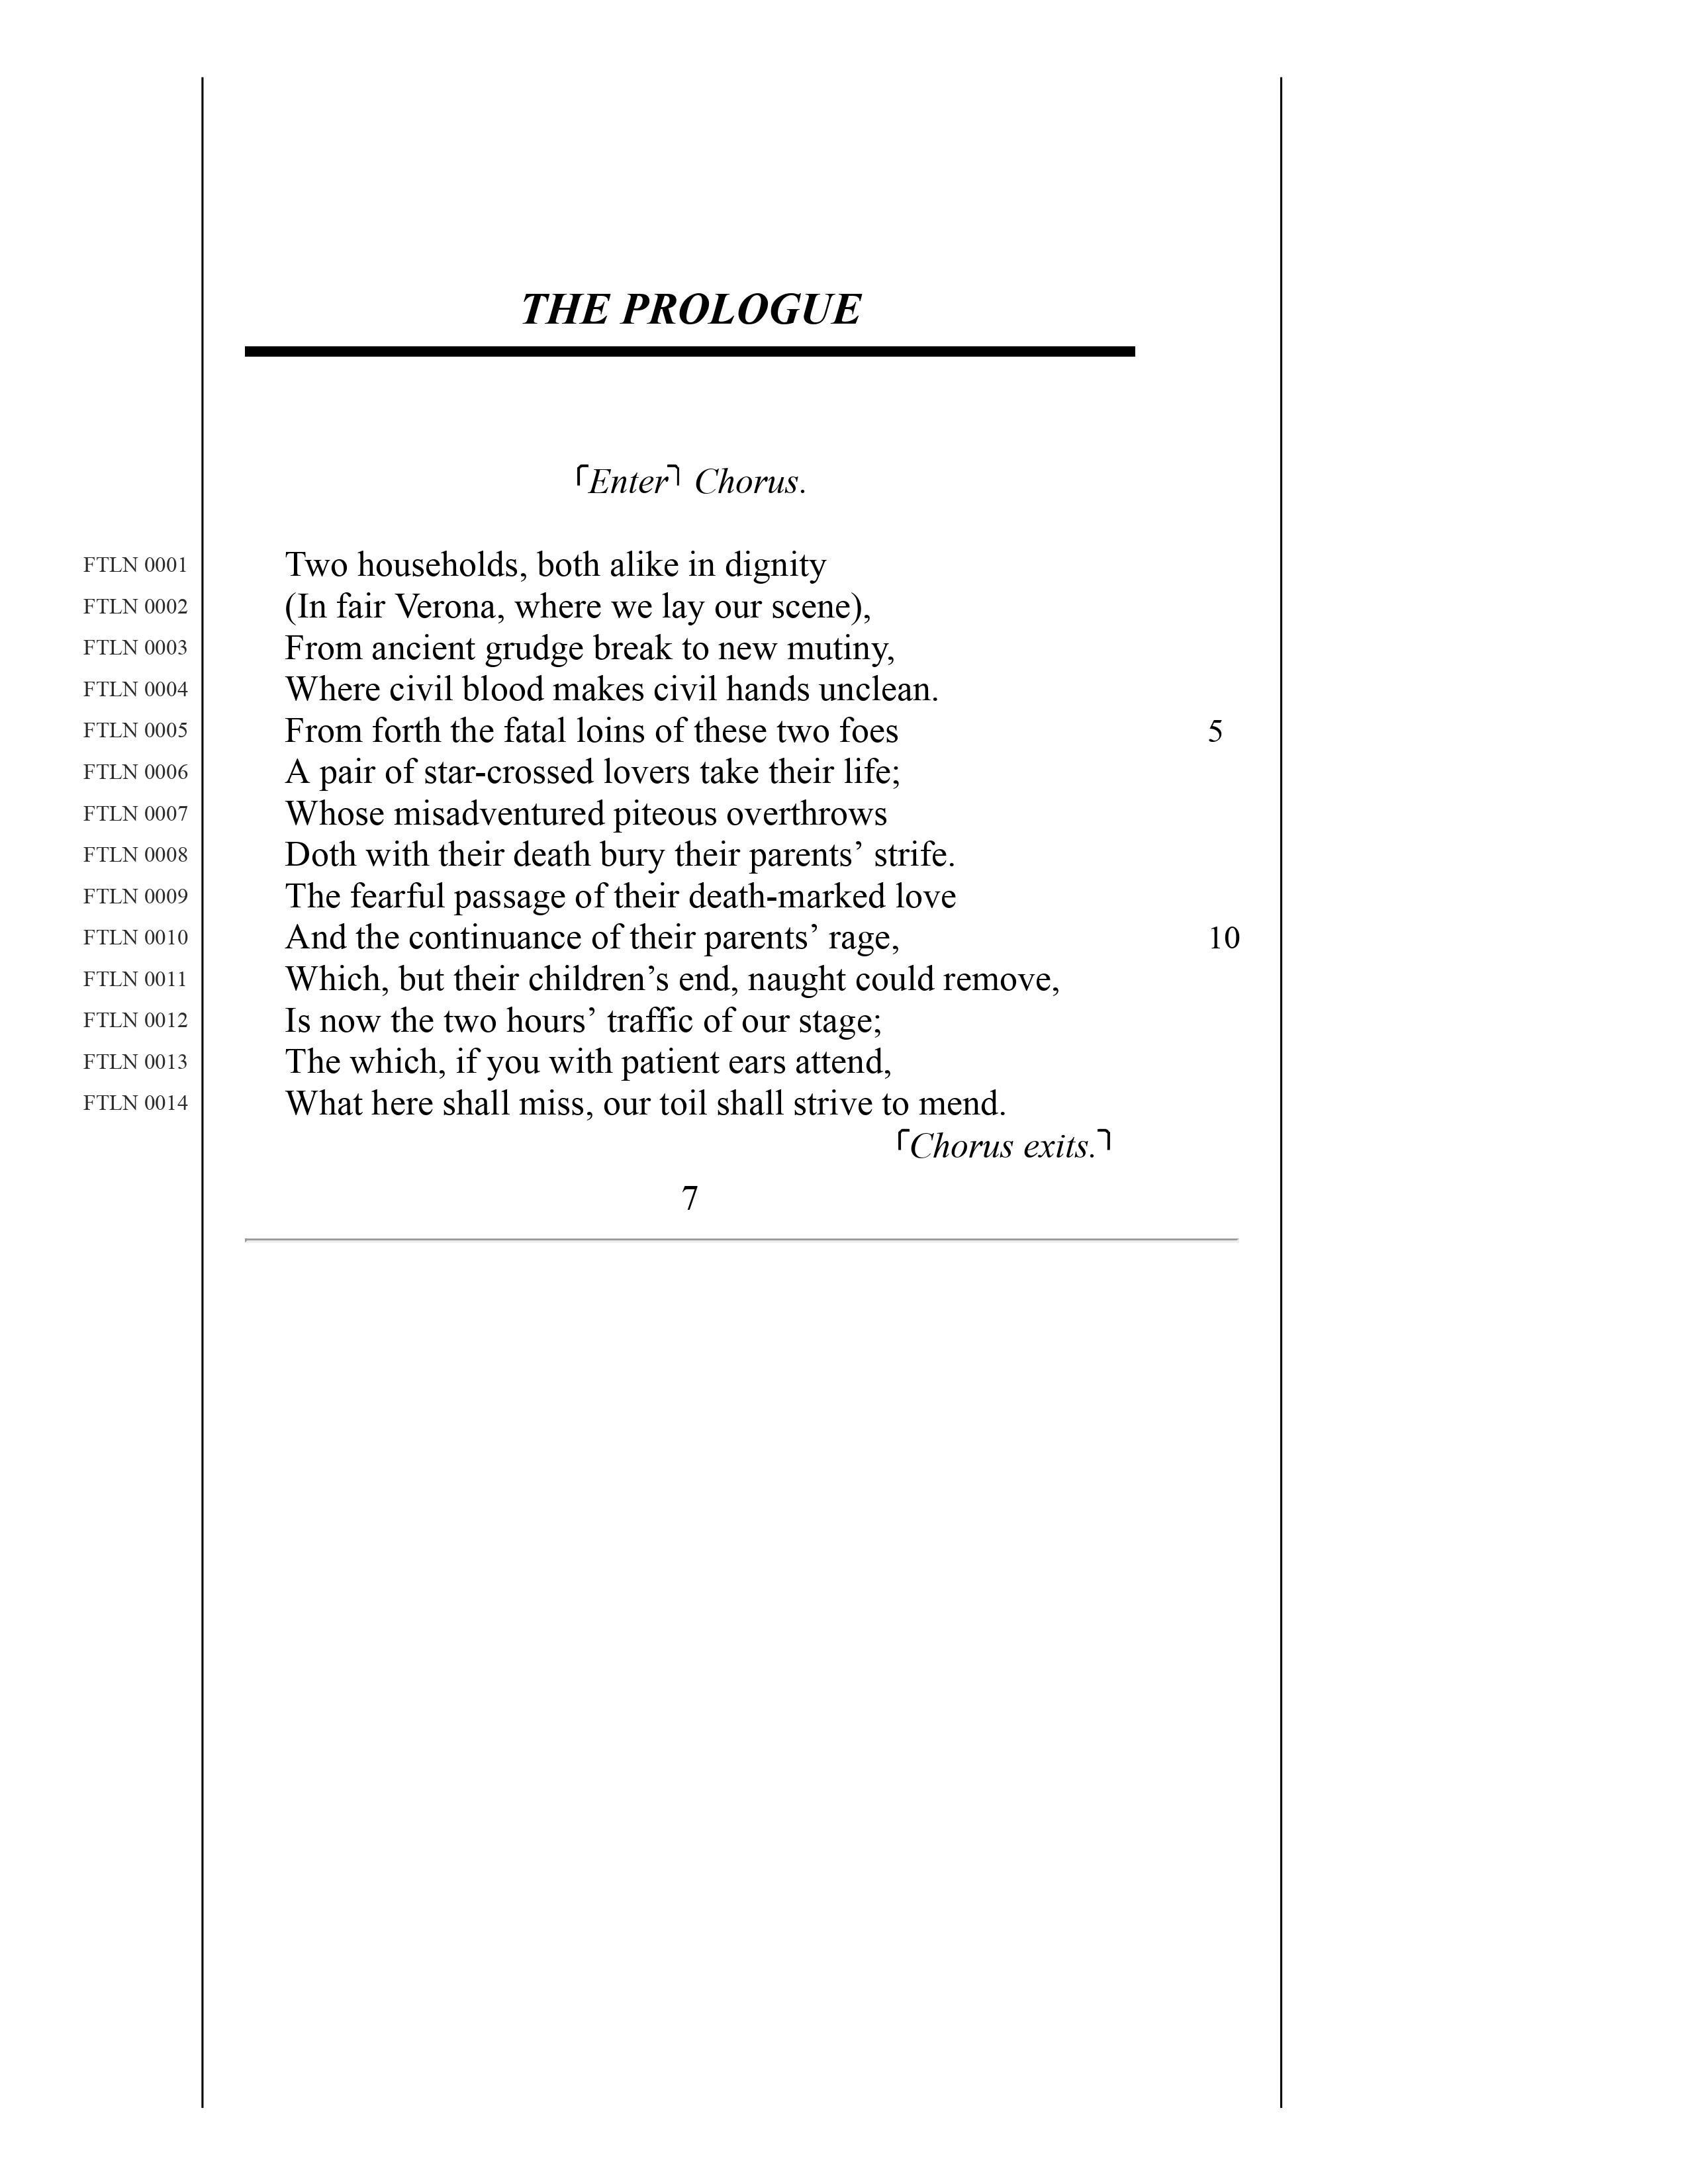 THE PROLOGUE
⌜Enter⌝ Chorus.
FTLN 0001 Two households, both alike in dignity
FTLN 0002 (In fair Verona, where we lay our scene),
FTLN 0003 From ancient grudge break to new mutiny,
FTLN 0004 Where civil blood makes civil hands unclean.
FTLN 0005 From forth the fatal loins of these two foes 5
FTLN 0006 A pair of star-crossed lovers take their life;
FTLN 0007 Whose misadventured piteous overthrows
FTLN 0008 Doth with their death bury their parents’ strife.
FTLN 0009 The fearful passage of their death-marked love
FTLN 0010 And the continuance of their parents’ rage, 10
FTLN 0011 Which, but their children’s end, naught could remove,
FTLN 0012 Is now the two hours’ traffic of our stage;
FTLN 0013 The which, if you with patient ears attend,
FTLN 0014 What here shall miss, our toil shall strive to mend.
⌜Chorus exits.⌝
7